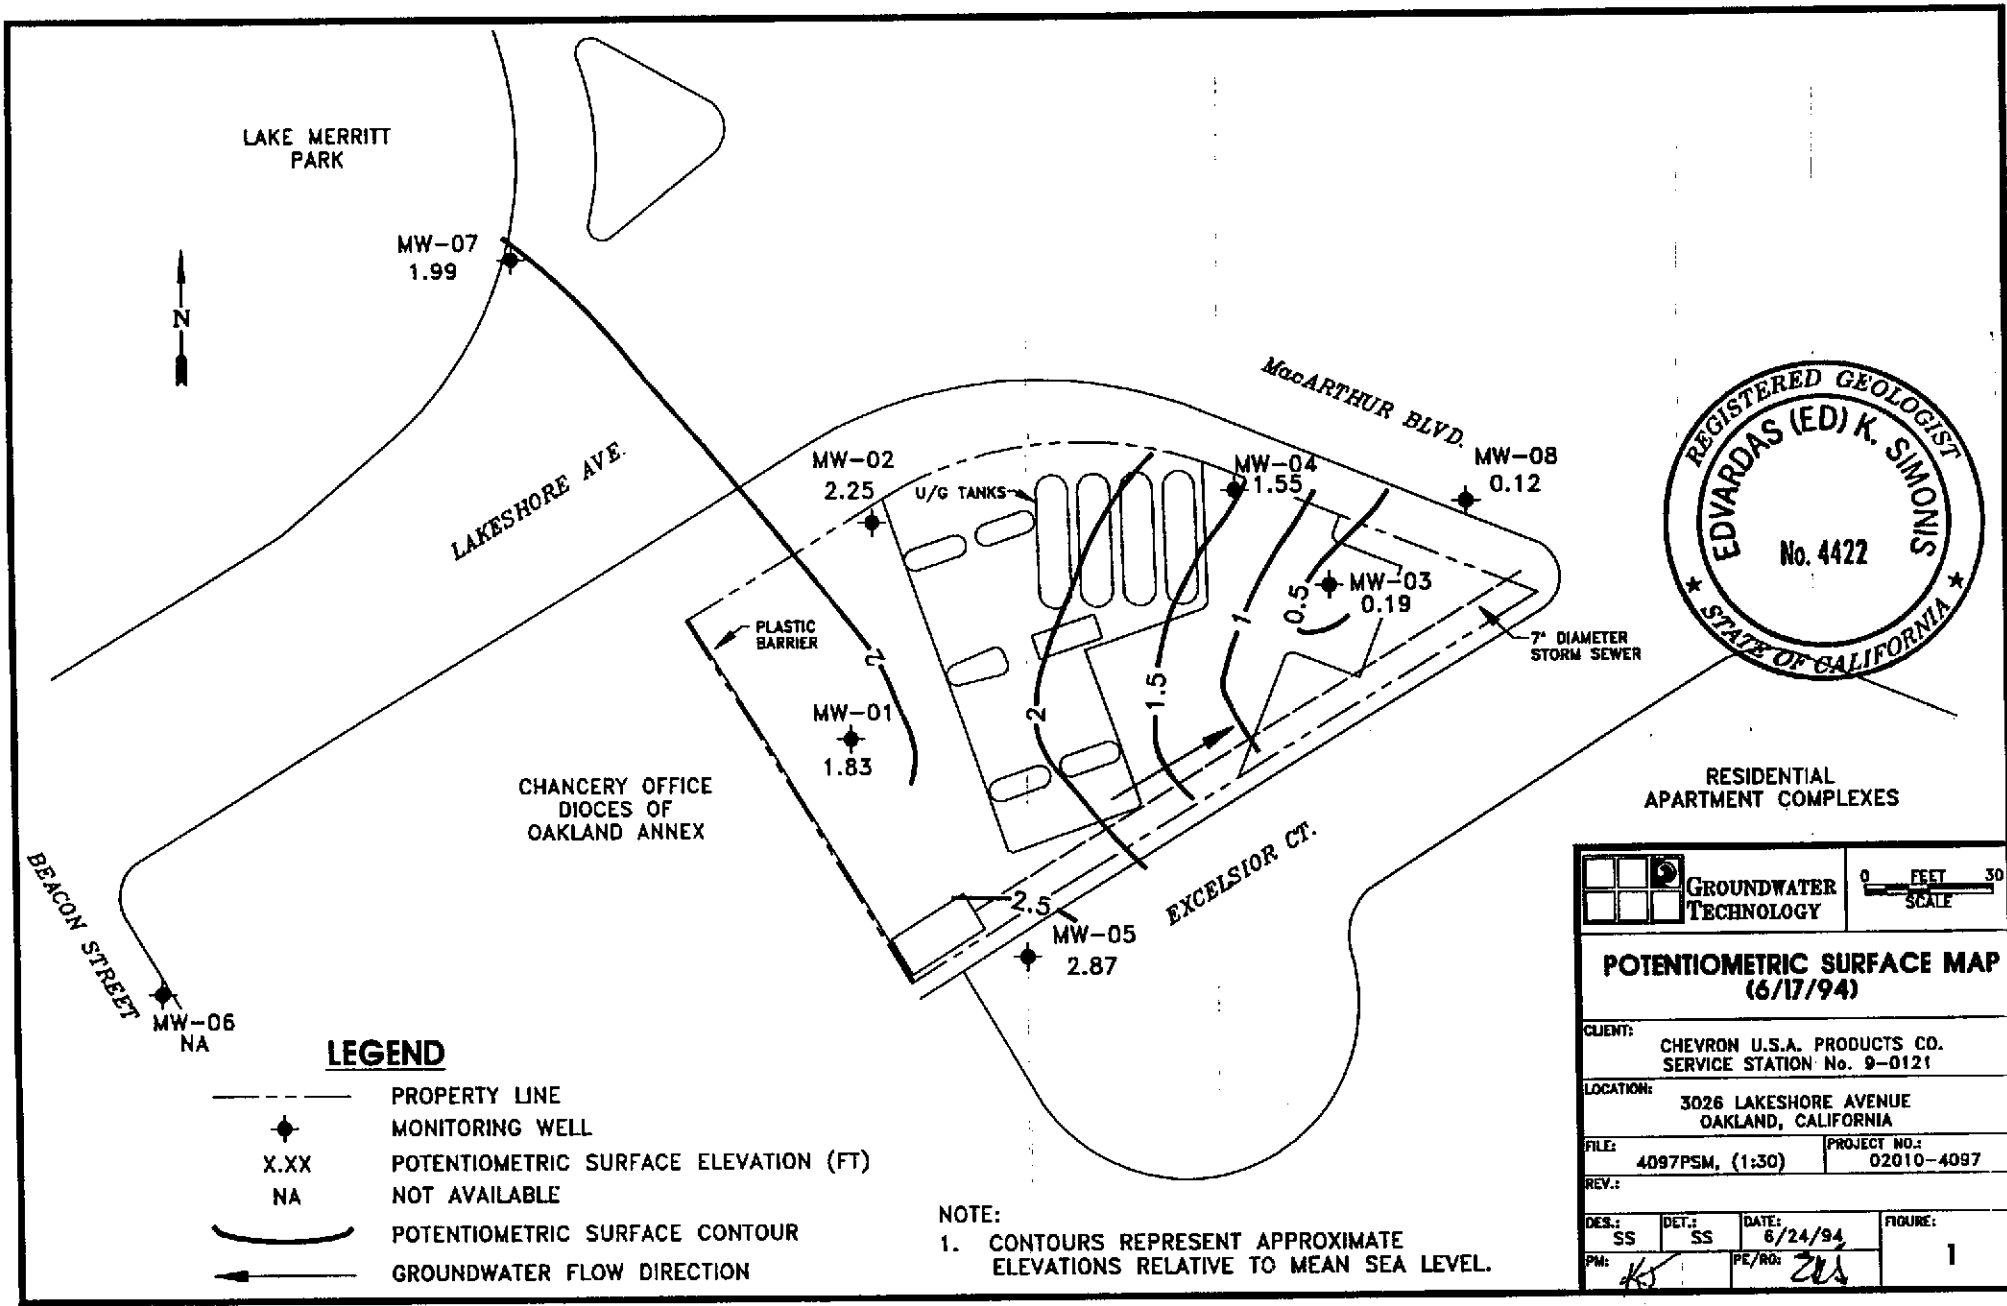 LAKE MERRITT
PARK
MW-07
1.99
N
MacARTHUR BLVD.
LAKESHORE AVE.
MW-02
2.25
U/G TANKS
MW-04
1.55
MW-08
0.12
MW-03
0.19
PLASTIC
BARRIER
7" DIAMETER
STORM SEWER
2
2
1.5
1
0.5
2.5
MW-01
1.83
CHANCERY OFFICE
DIOCES OF
OAKLAND ANNEX
RESIDENTIAL
APARTMENT COMPLEXES
EXCELSIOR CT.
MW-05
2.87
BEACON STREET
MW-06
NA
REGISTERED GEOLOGIST
EDVARDAS (ED) K. SIMONIS
No. 4422
★ STATE OF CALIFORNIA ★
LEGEND
PROPERTY LINE
MONITORING WELL
X.XX POTENTIOMETRIC SURFACE ELEVATION (FT)
NA NOT AVAILABLE
POTENTIOMETRIC SURFACE CONTOUR
GROUNDWATER FLOW DIRECTION
NOTE:
1. CONTOURS REPRESENT APPROXIMATE
ELEVATIONS RELATIVE TO MEAN SEA LEVEL.
GROUNDWATER
TECHNOLOGY
0 FEET 30
SCALE
POTENTIOMETRIC SURFACE MAP
(6/17/94)
CLIENT:
CHEVRON U.S.A. PRODUCTS CO.
SERVICE STATION No. 9-0121
LOCATION:
3026 LAKESHORE AVENUE
OAKLAND, CALIFORNIA
FILE:
4097PSM, (1:30)
PROJECT NO.:
02010-4097
REV.:
DES.:
SS
DET.:
SS
DATE:
6/24/94
FIGURE:
1
PM:
PE/RG: